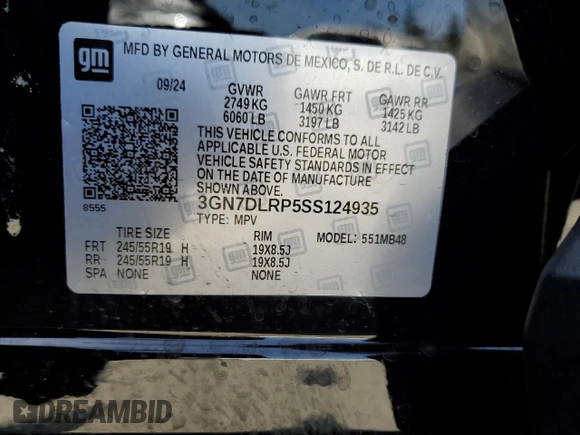 gm
MFD BY GENERAL MOTORS DE MEXICO, S. DE R.L. DE C.V.
09/24 GVWR GAWR FRT GAWR RR
2749 KG 1450 KG 1425 KG
6060 LB 3197 LB 3142 LB
THIS VEHICLE CONFORMS TO ALL
APPLICABLE U.S. FEDERAL MOTOR
VEHICLE SAFETY STANDARDS IN EFFECT
ON THE DATE OF MANUFACTURE
SHOWN ABOVE.
8555 3GN7DLRP5SS124935
TYPE: MPV
TIRE SIZE RIM MODEL: 551MB48
FRT 245/55R19 H 19X8.5J
RR 245/55R19 H 19X8.5J
SPA NONE NONE
DREAMBID